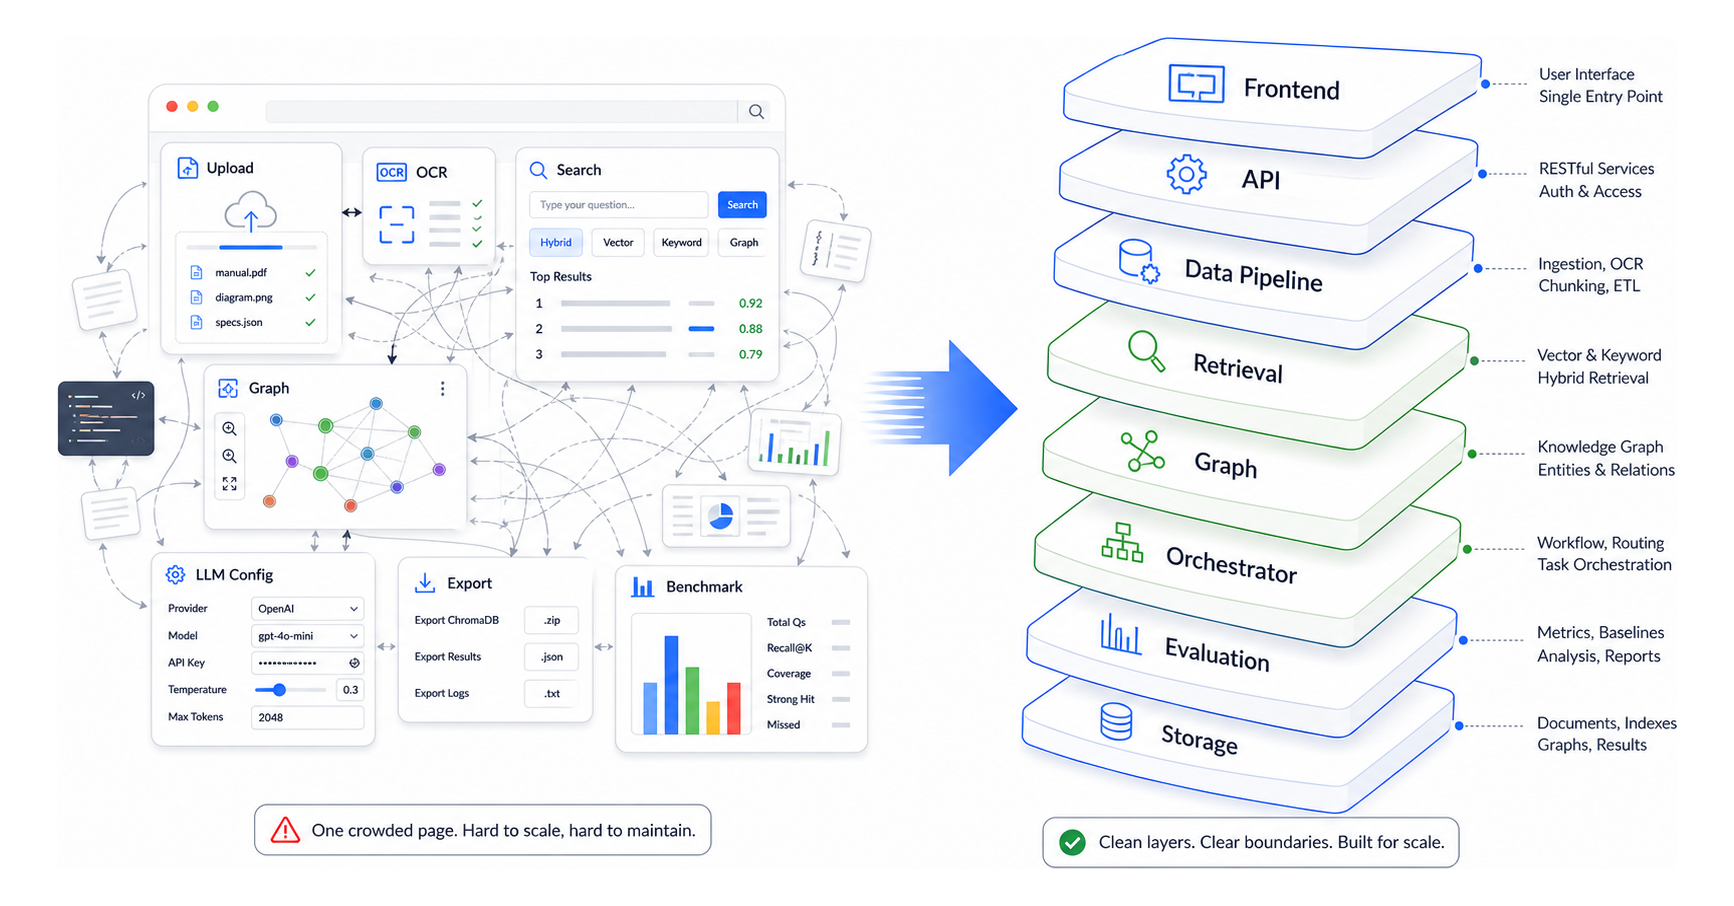 Upload
manual.pdf
diagram.png
specs.json
OCR OCR
Search
Type your question... Search
Hybrid Vector Keyword Graph
Top Results
1 0.92
2 0.88
3 0.79
</>
Graph
LLM Config
Provider OpenAI
Model gpt-4o-mini
API Key
Temperature 0.3
Max Tokens 2048
Export
Export ChromaDB .zip
Export Results .json
Export Logs .txt
Benchmark
Total Qs
Recall@K
Coverage
Strong Hit
Missed
One crowded page. Hard to scale, hard to maintain.
Frontend
User Interface
Single Entry Point
API
RESTful Services
Auth & Access
Data Pipeline
Ingestion, OCR
Chunking, ETL
Retrieval
Vector & Keyword
Hybrid Retrieval
Graph
Knowledge Graph
Entities & Relations
Orchestrator
Workflow, Routing
Task Orchestration
Evaluation
Metrics, Baselines
Analysis, Reports
Storage
Documents, Indexes
Graphs, Results
Clean layers. Clear boundaries. Built for scale.